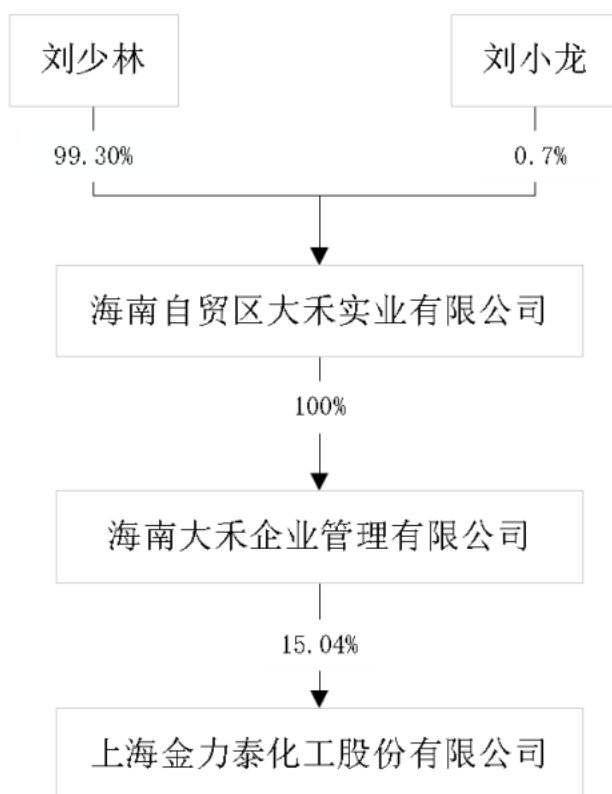 刘少林
刘小龙
99.30%
0.7%
海南自贸区大禾实业有限公司
100%
海南大禾企业管理有限公司
15.04%
上海金力泰化工股份有限公司